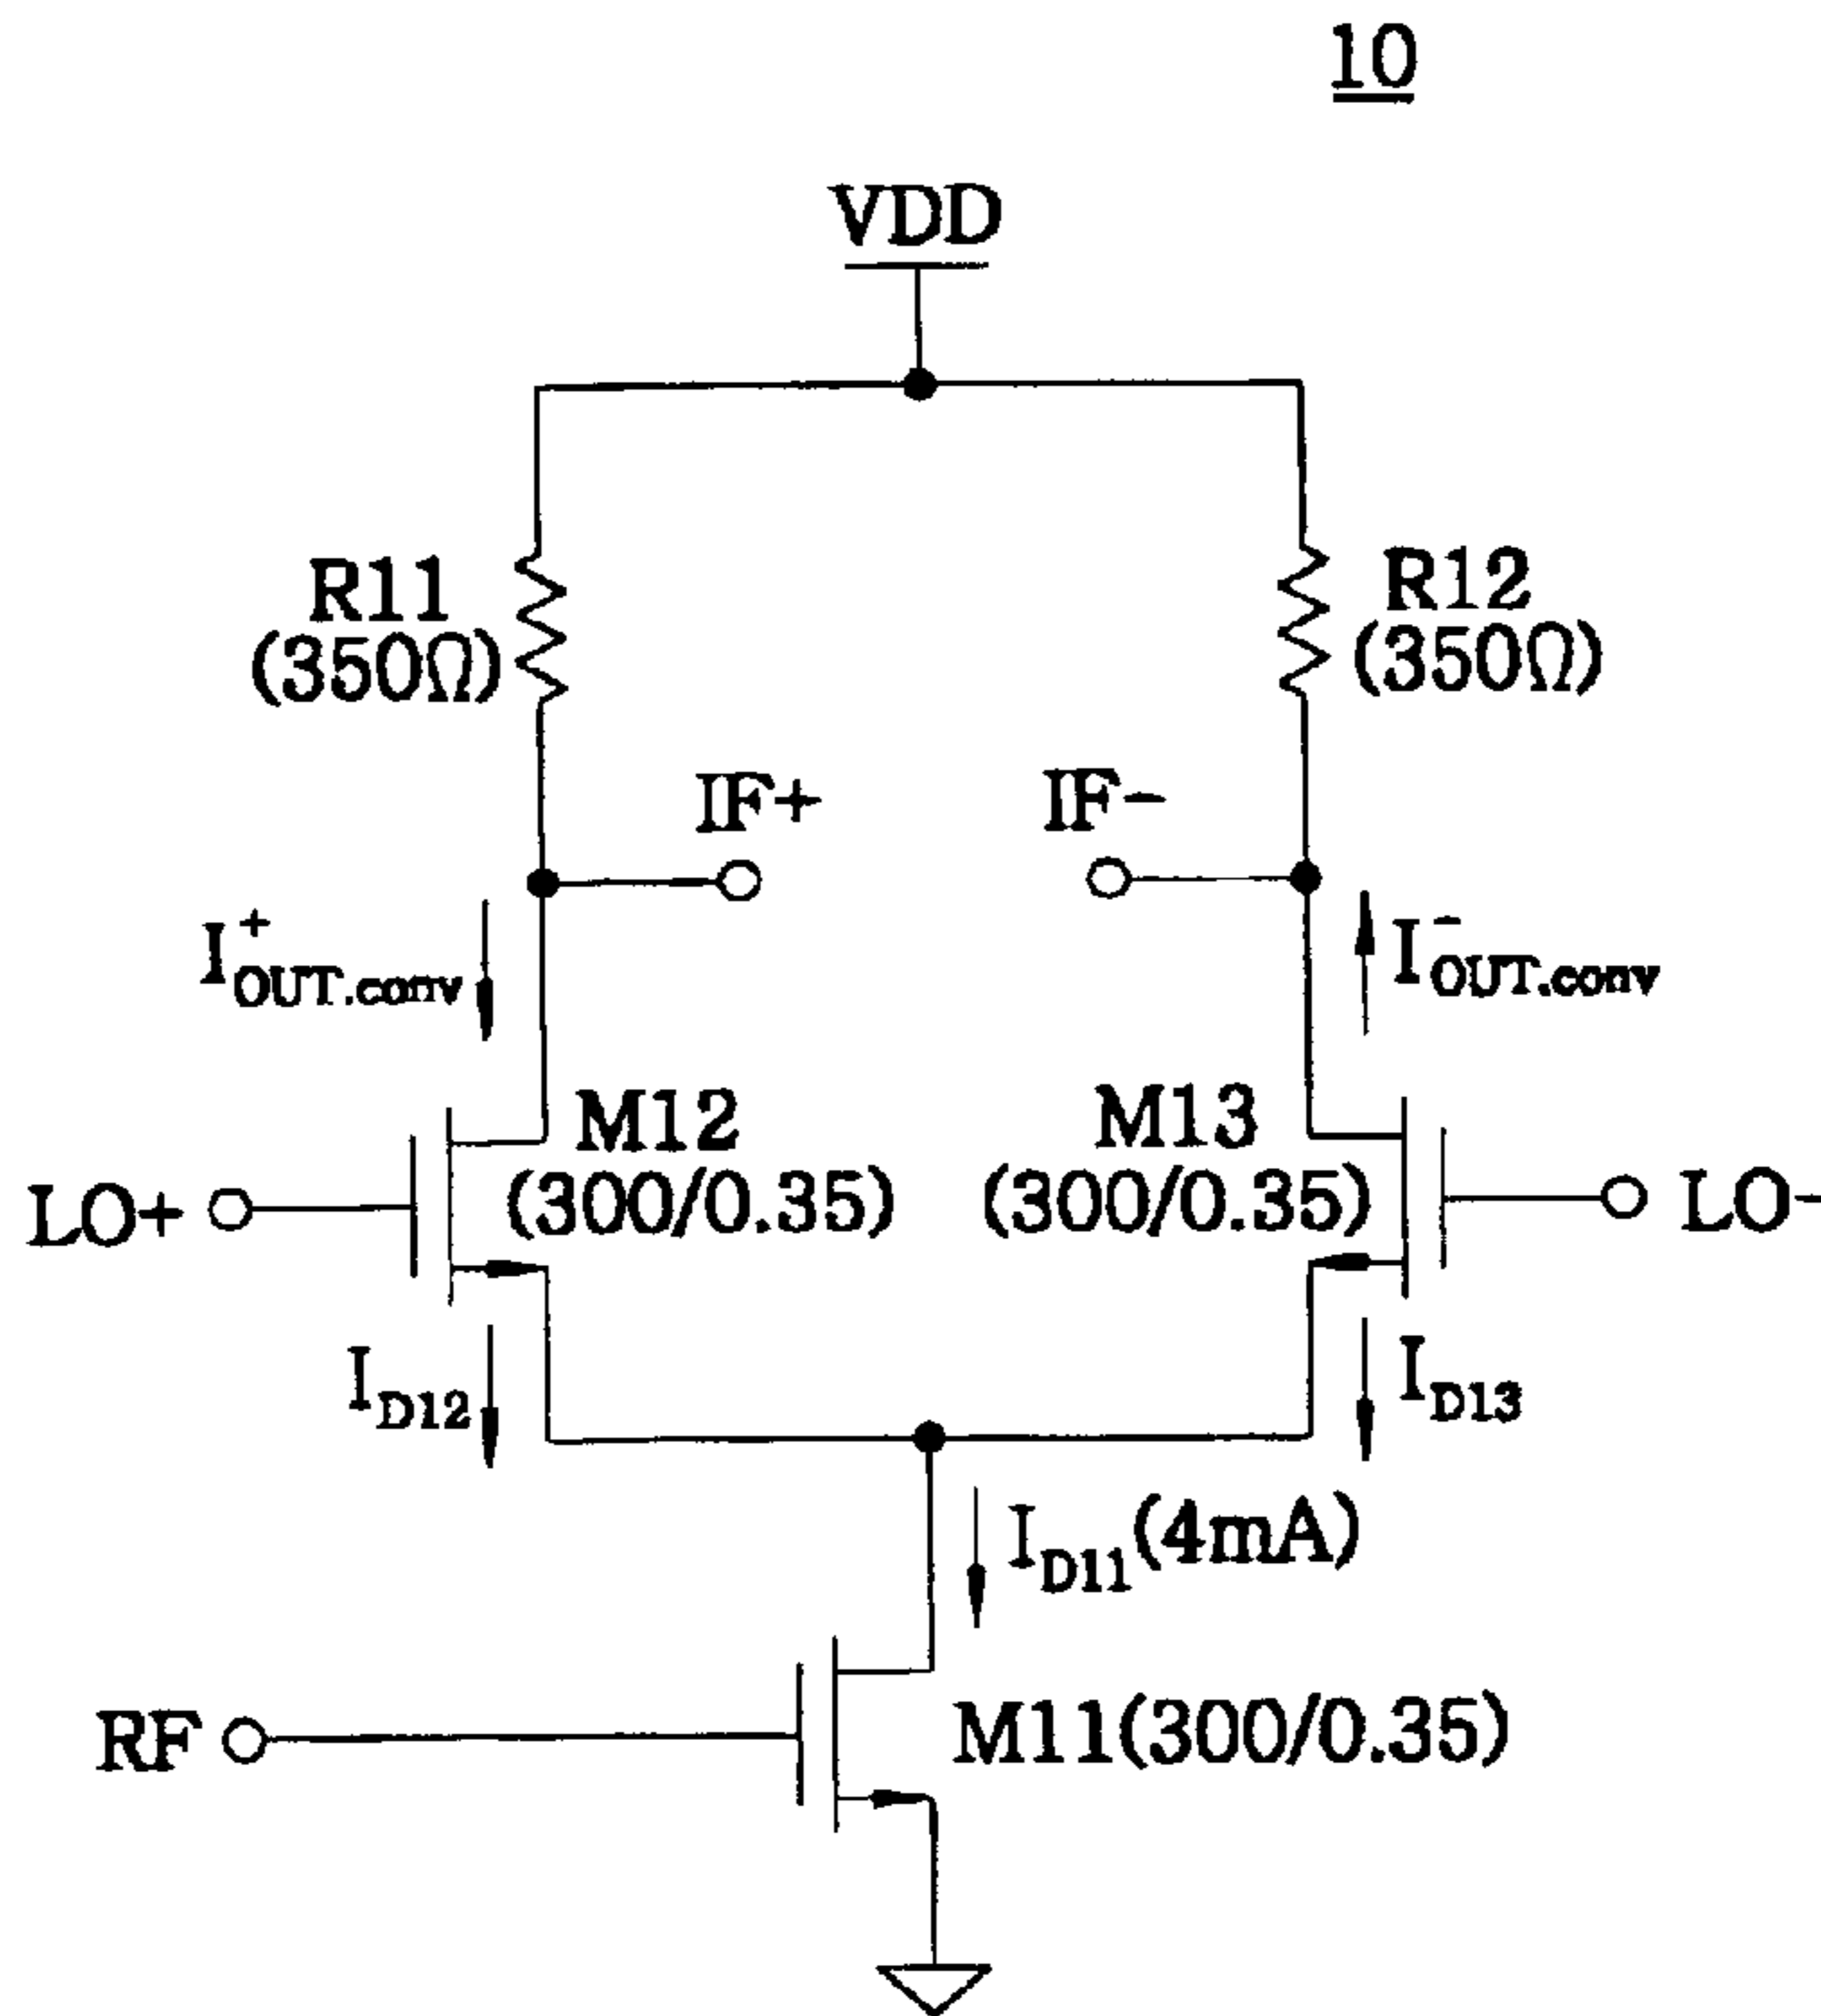 10
VDD
R11
(350Ω)
R12
(350Ω)
IF+
IF-
I+OUT.conv
I-OUT.conv
M12
(300/0.35)
M13
(300/0.35)
LO+
LO-
ID12
ID13
ID11(4mA)
RF
M11(300/0.35)